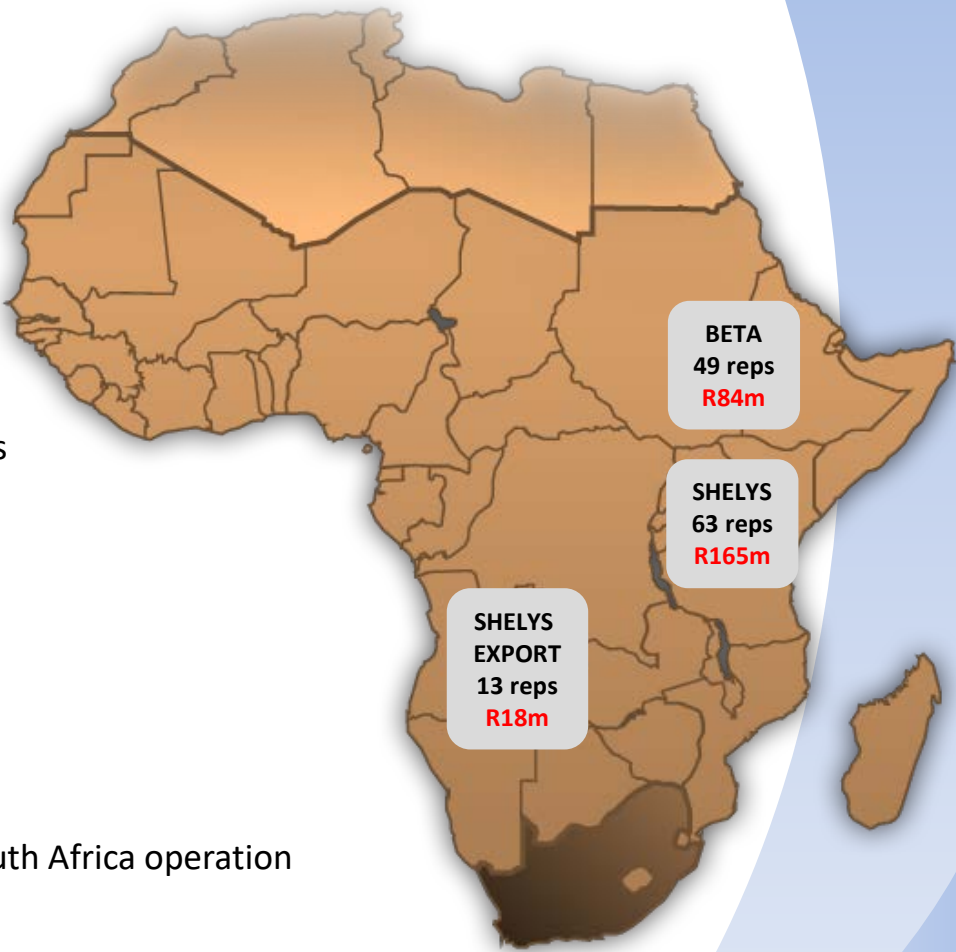 BETA
49 reps
R84m
s
SHELYS
63 reps
R165m
SHELYS
EXPORT
13 reps
R18m
uth Africa operation